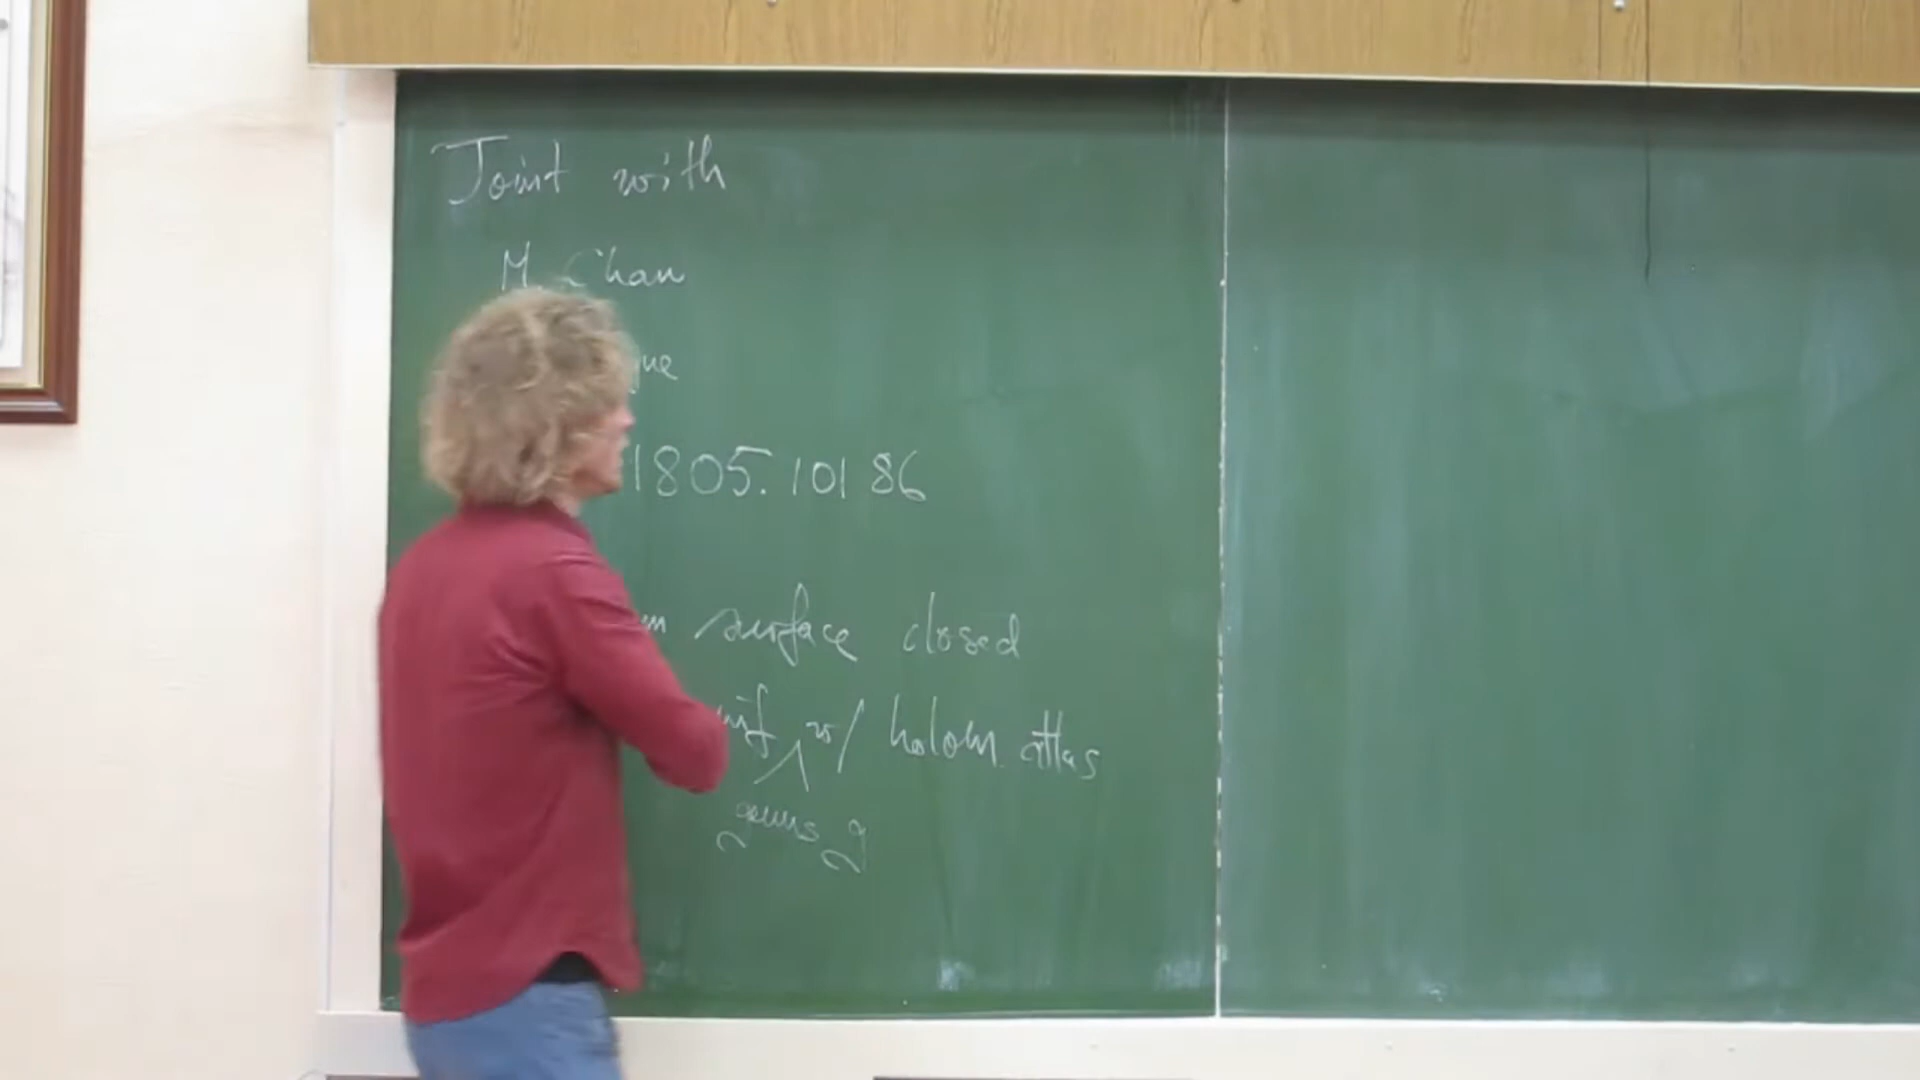 Joint with
M. Chan
1805.10186
surface closed
w/ holom. atlas
genus g